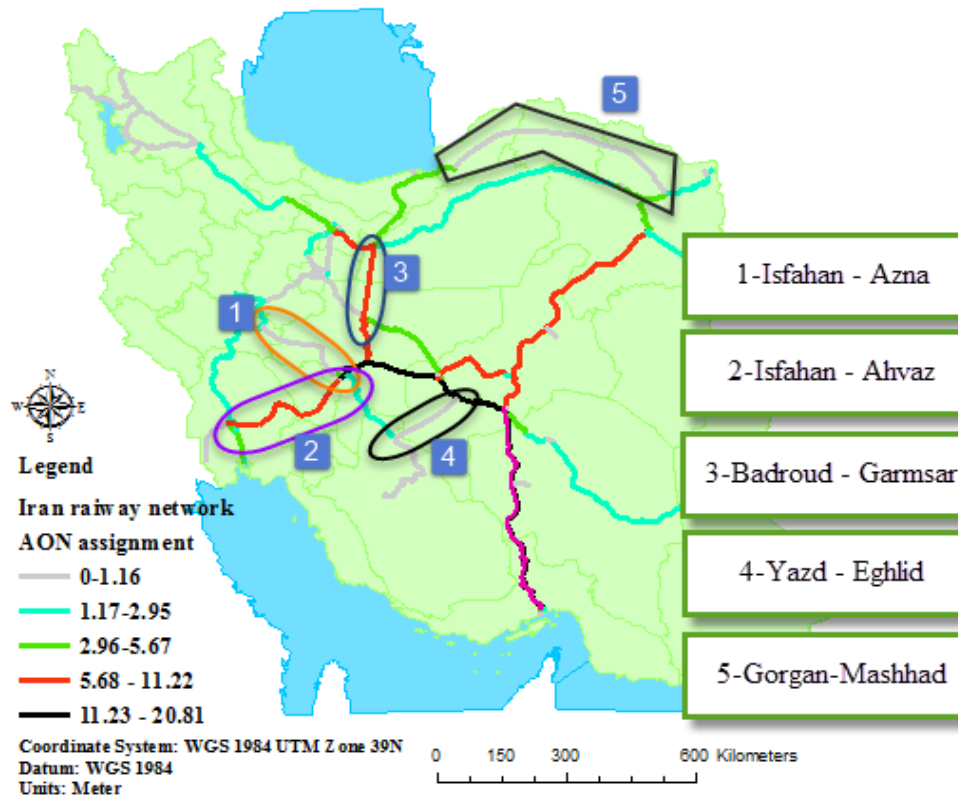 5
3
1
2
4
1-Isfahan - Azna
2-Isfahan - Ahvaz
3-Badroud - Garmsar
4-Yazd - Eghlid
5-Gorgan-Mashhad
N
W E
S
Legend
Iran raiway network
AON assignment
0-1.16
1.17-2.95
2.96-5.67
5.68 - 11.22
11.23 - 20.81
Coordinate System: WGS 1984 UTM Zone 39N
Datum: WGS 1984
Units: Meter
0 150 300 600 Kilometers